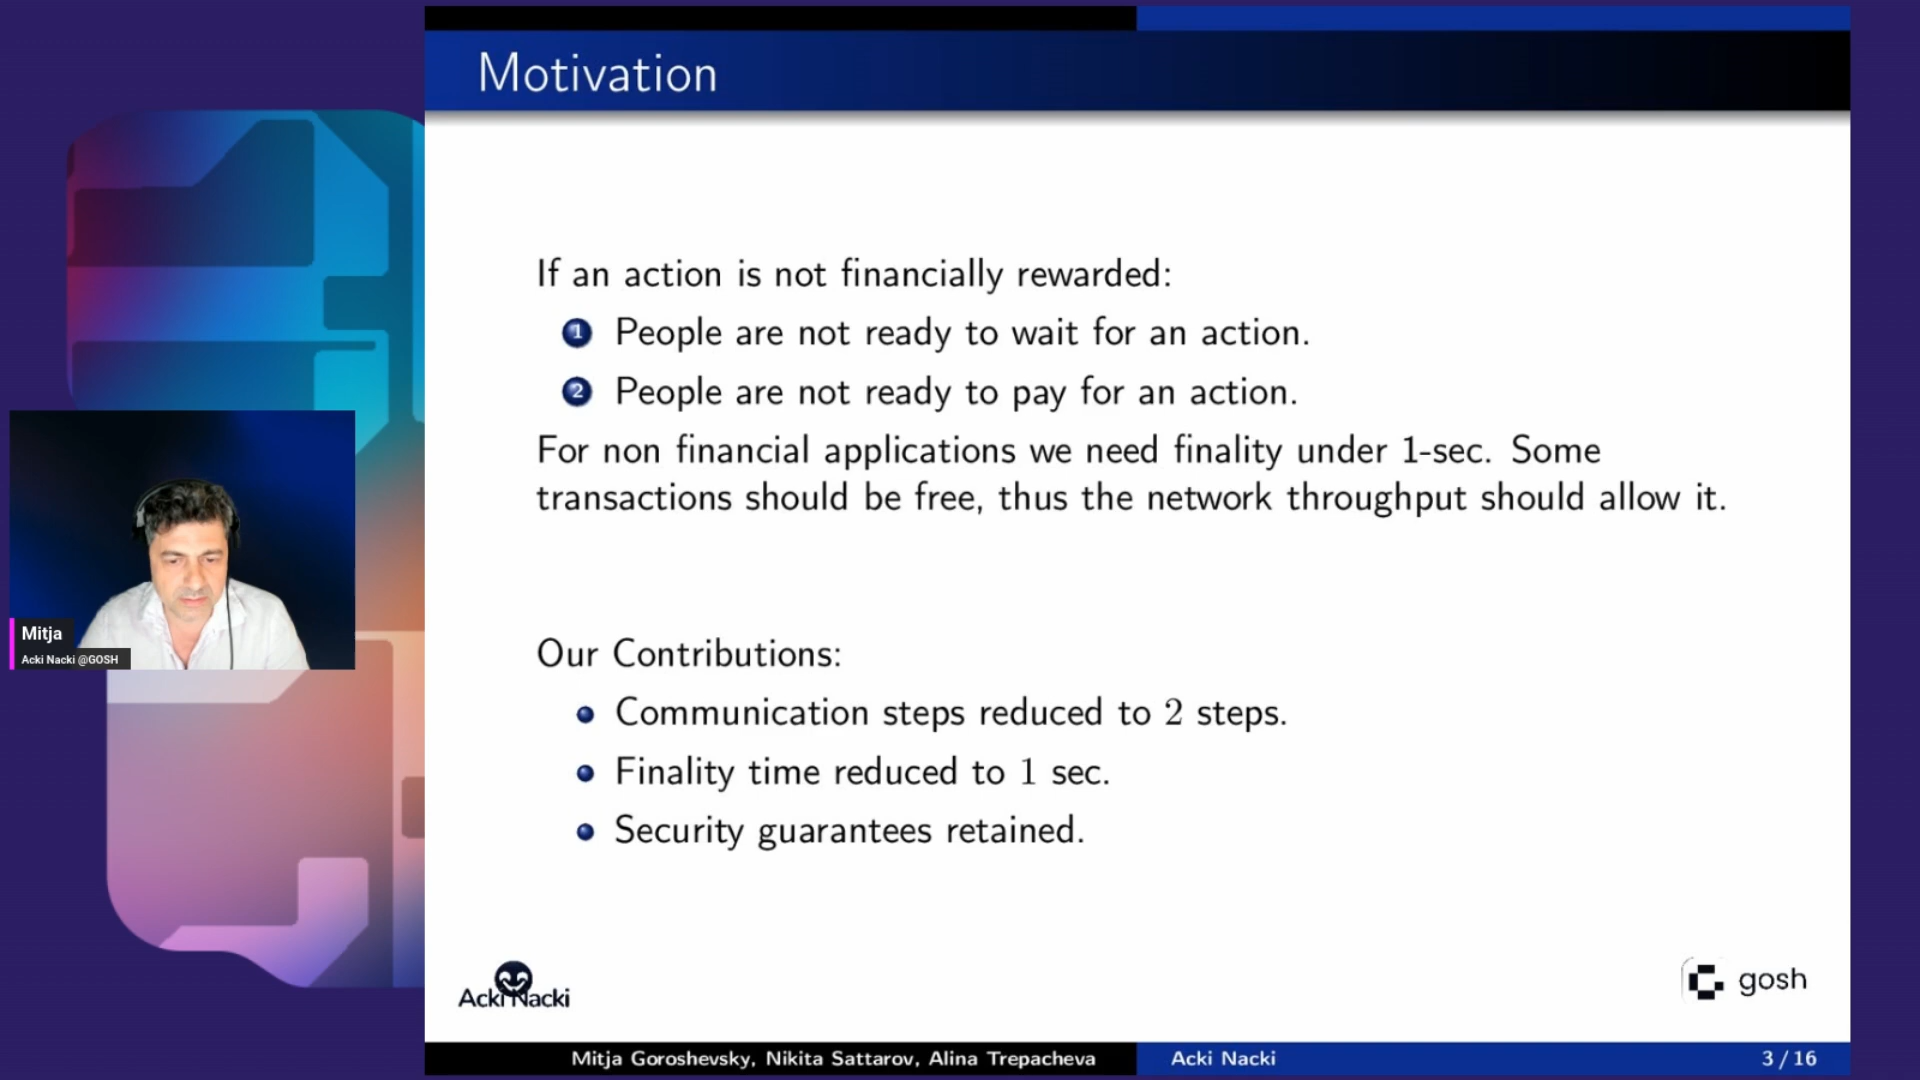 Motivation
If an action is not financially rewarded:
1 People are not ready to wait for an action.
2 People are not ready to pay for an action.
For non financial applications we need finality under 1-sec. Some
transactions should be free, thus the network throughput should allow it.
Mitja
Acki Nacki @GOSH
Our Contributions:
Communication steps reduced to 2 steps.
Finality time reduced to 1 sec.
Security guarantees retained.
Acki Nacki
gosh
Mitja Goroshevsky, Nikita Sattarov, Alina Trepacheva
Acki Nacki
3 / 16